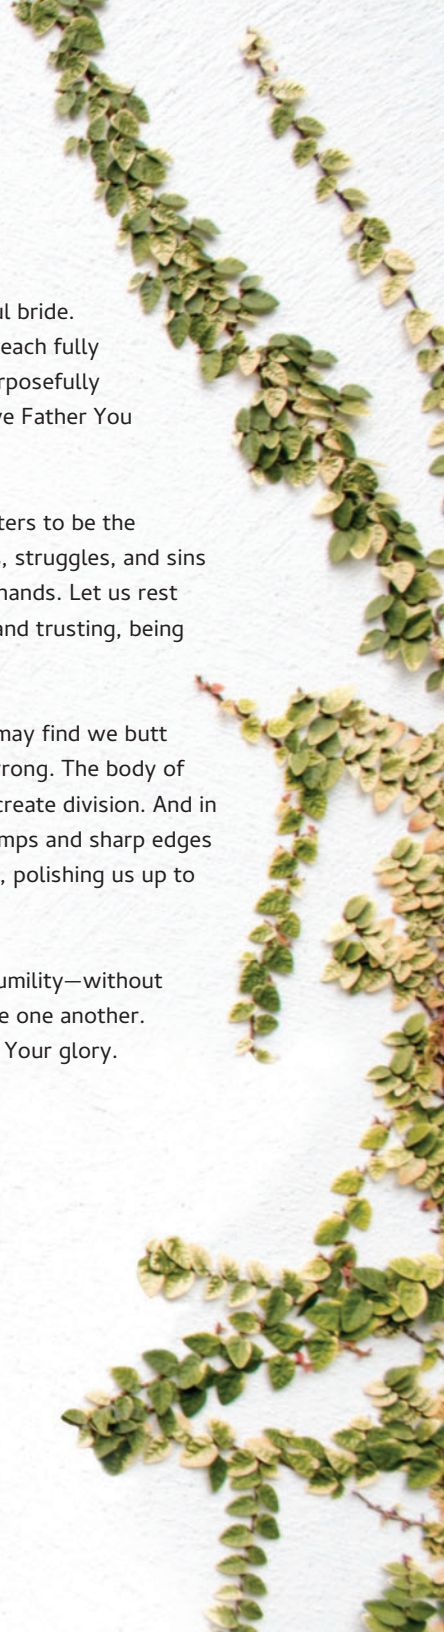 ul bride.
each fully
rposefully
ve Father You
ters to be the
, struggles, and sins
hands. Let us rest
and trusting, being
may find we butt
rong. The body of
create division. And in
mps and sharp edges
, polishing us up to
umility—without
e one another.
Your glory.